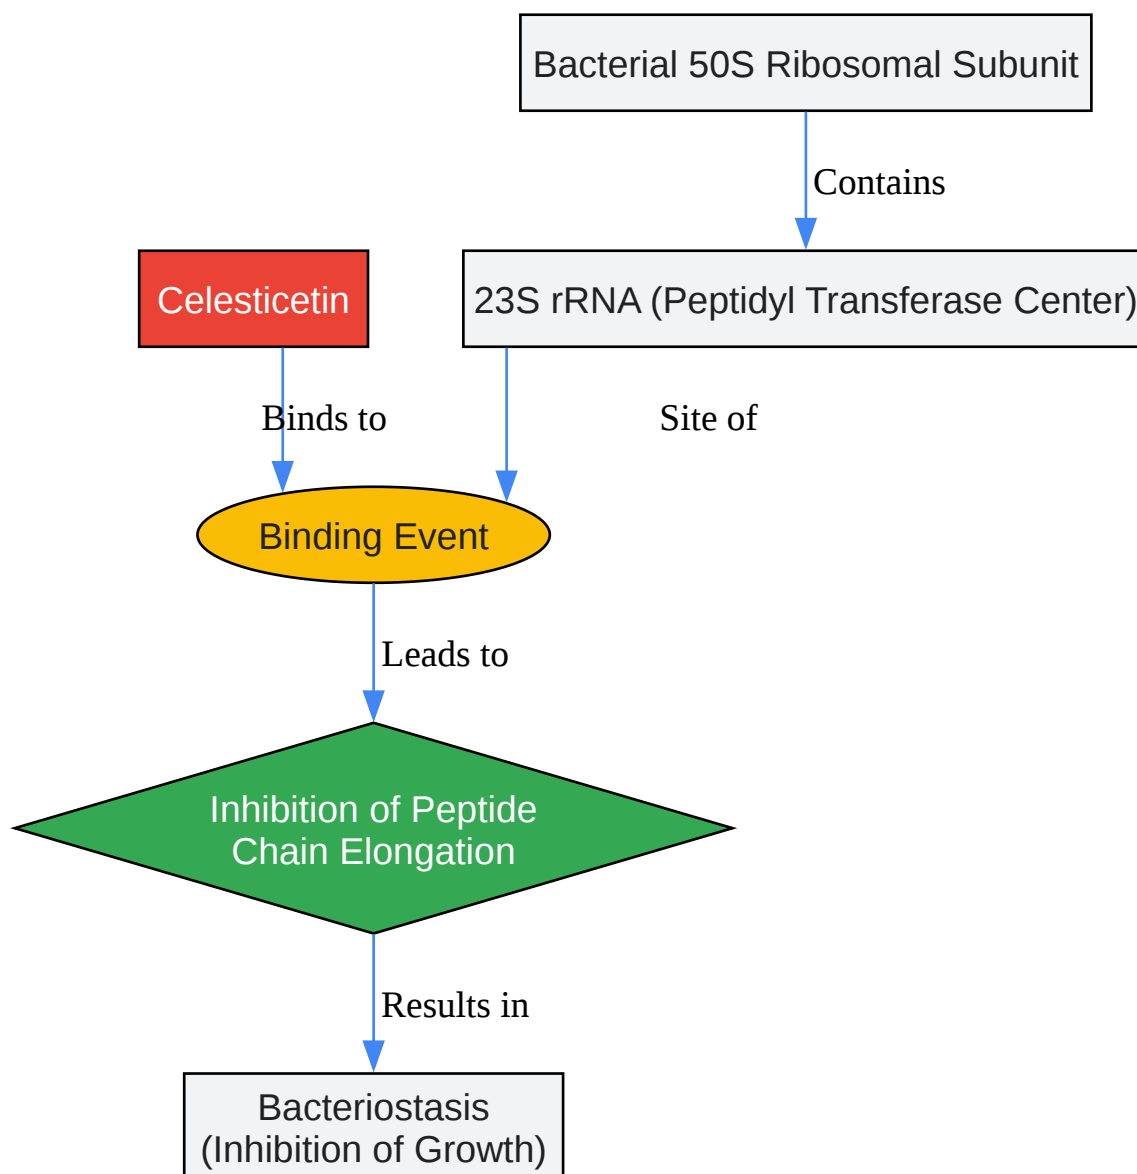 Bacterial 50S Ribosomal Subunit
Contains
Celesticetin
23S rRNA (Peptidyl Transferase Center)
Binds to
Site of
Binding Event
Leads to
Inhibition of Peptide
Chain Elongation
Results in
Bacteriostasis
(Inhibition of Growth)